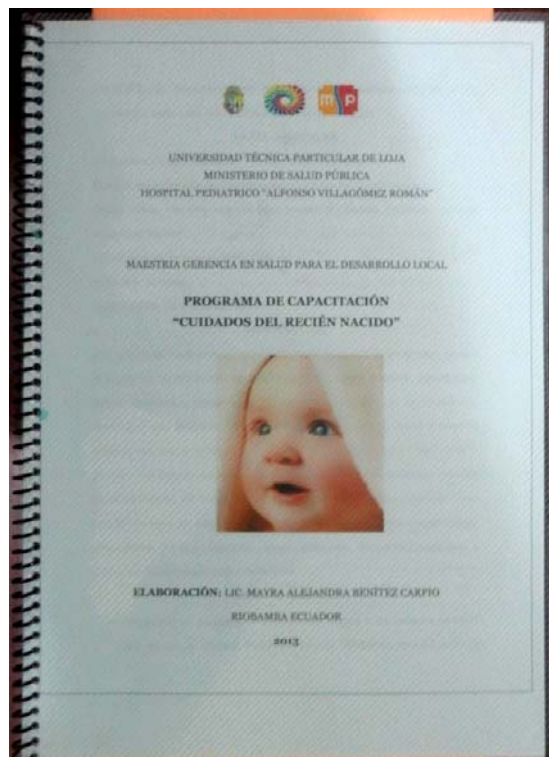 m p
UNIVERSIDAD TÉCNICA PARTICULAR DE LOJA
MINISTERIO DE SALUD PÚBLICA
HOSPITAL PEDIATRICO "ALFONSO VILLAGÓMEZ ROMÁN"
MAESTRIA GERENCIA EN SALUD PARA EL DESARROLLO LOCAL
PROGRAMA DE CAPACITACIÓN
"CUIDADOS DEL RECIÉN NACIDO"
ELABORACIÓN: LIC. MAYRA ALEJANDRA BENÍTEZ CARPIO
RIOBAMBA ECUADOR
2013